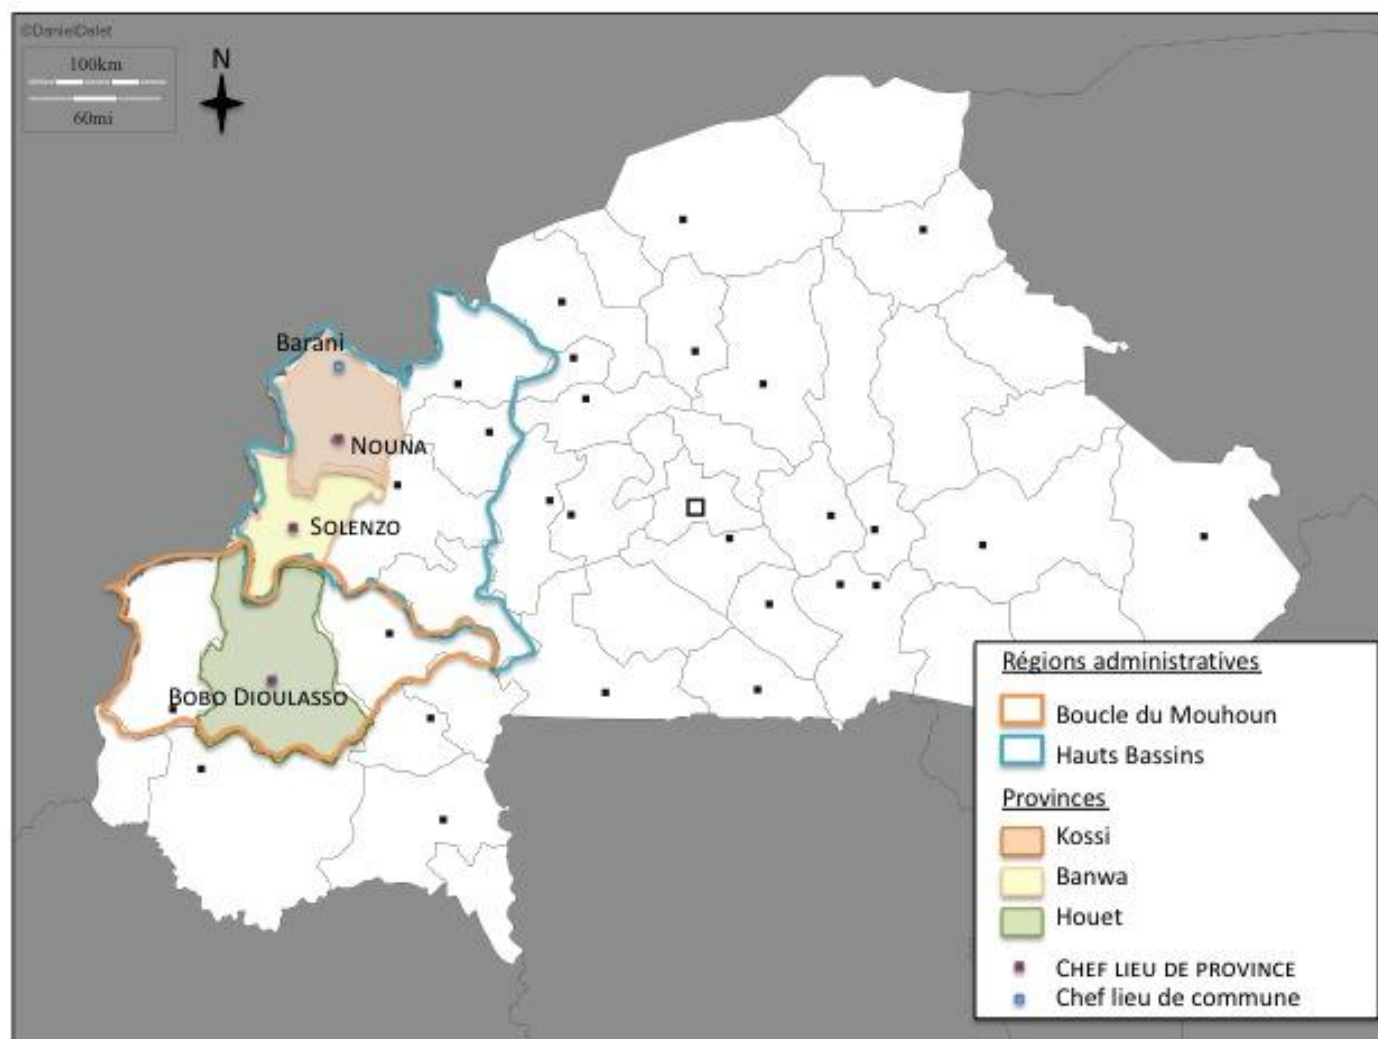 ©DanielDalet
100km
60mi
N
Barani
NOUNA
SOLENZO
BOBO DIOULASSO
Régions administratives
Boucle du Mouhoun
Hauts Bassins
Provinces
Kossi
Banwa
Houet
CHEF LIEU DE PROVINCE
Chef lieu de commune